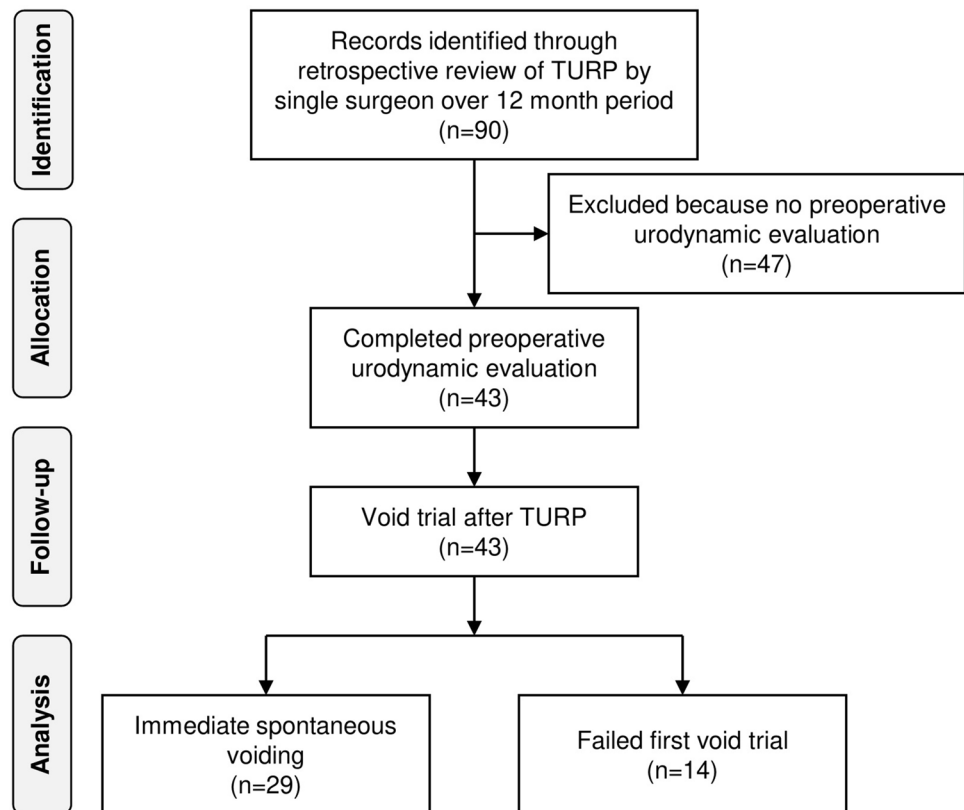 Identification
Records identified through
retrospective review of TURP by
single surgeon over 12 month period
(n=90)
Excluded because no preoperative
urodynamic evaluation
(n=47)
Allocation
Completed preoperative
urodynamic evaluation
(n=43)
Follow-up
Void trial after TURP
(n=43)
Analysis
Immediate spontaneous
voiding
(n=29)
Failed first void trial
(n=14)